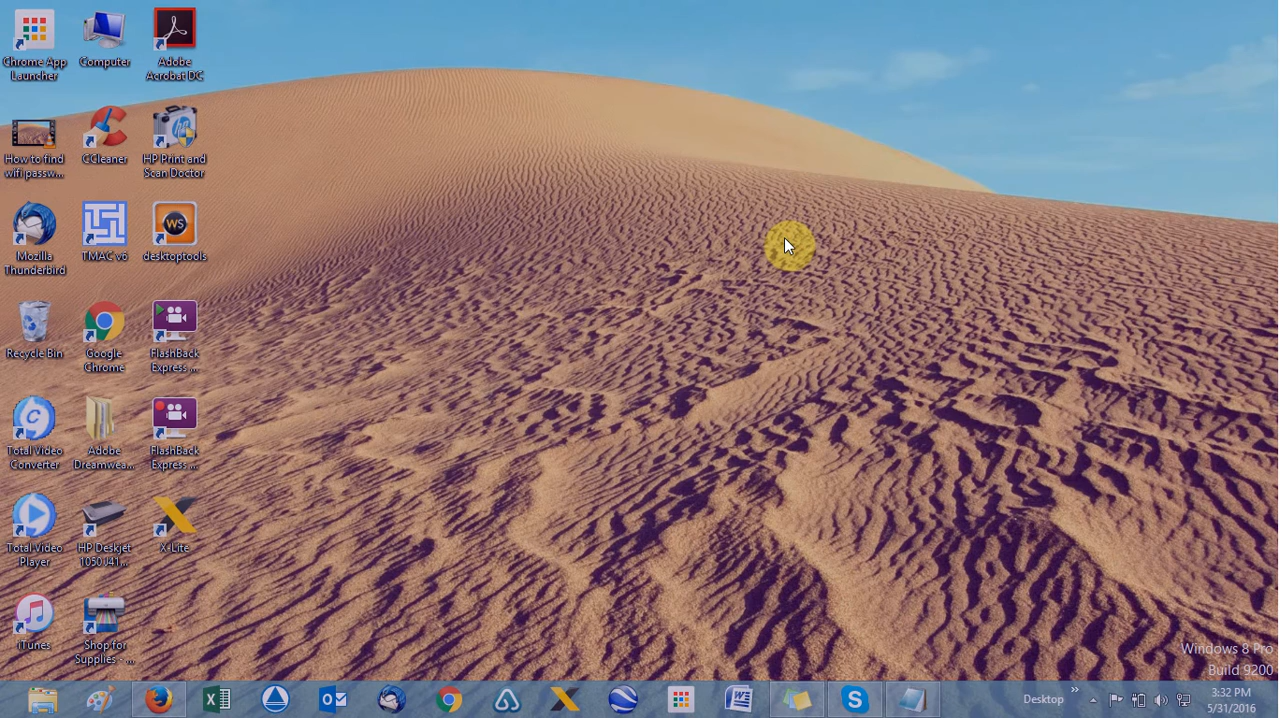 Chrome App
Launcher
Computer
Adobe
Acrobat DC
How to find
wifi passw...
CCleaner
HP Print and
Scan Doctor
Mozilla
Thunderbird
TMAC v6
WS
desktoptools
Recycle Bin
Google
Chrome
FlashBack
Express ...
Total Video
Converter
Adobe
Dreamwea...
FlashBack
Express ...
Total Video
Player
HP Deskjet
1050 J41...
X-Lite
iTunes
Shop for
Supplies - ...
Windows 8 Pro
Build 9200
Desktop
3:32 PM
5/31/2016